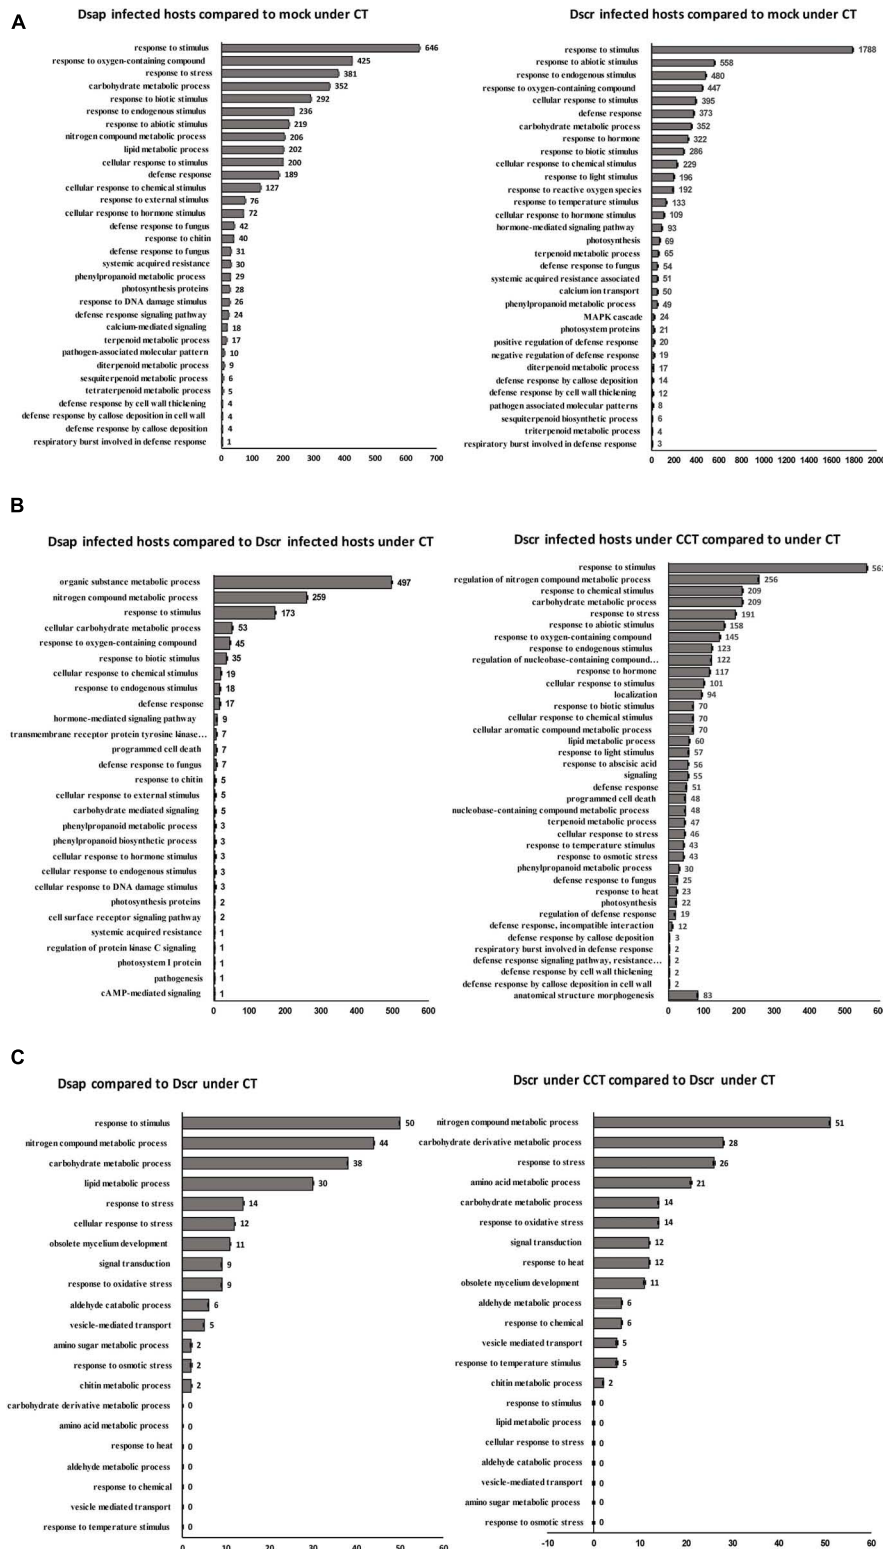 A
Dsap infected hosts compared to mock under CT
response to stimulus 646
response to oxygen-containing compound 425
response to stress 381
carbohydrate metabolic process 352
response to biotic stimulus 292
response to endogenous stimulus 236
response to abiotic stimulus 219
nitrogen compound metabolic process 206
lipid metabolic process 202
cellular response to stimulus 200
defense response 189
cellular response to chemical stimulus 127
response to external stimulus 76
cellular response to hormone stimulus 72
defense response to fungus 42
response to chitin 40
defense response to fungus 31
systemic acquired resistance 30
phenylpropanoid metabolic process 29
photosynthesis proteins 28
response to DNA damage stimulus 26
defense response signaling pathway 24
calcium-mediated signaling 18
terpenoid metabolic process 17
pathogen-associated molecular pattern 10
diterpenoid metabolic process 9
sesquiterpenoid metabolic process 6
tetraterpenoid metabolic process 5
defense response by cell wall thickening 4
defense response by callose deposition in cell wall 4
defense response by callose deposition 4
respiratory burst involved in defense response 1
0 100 200 300 400 500 600 700
Dscr infected hosts compared to mock under CT
response to stimulus 1788
response to abiotic stimulus 558
response to endogenous stimulus 480
response to oxygen-containing compound 447
cellular response to stimulus 395
defense response 373
carbohydrate metabolic process 352
response to hormone 322
response to biotic stimulus 286
cellular response to chemical stimulus 229
response to light stimulus 196
response to reactive oxygen species 192
response to temperature stimulus 133
cellular response to hormone stimulus 109
hormone-mediated signaling pathway 93
photosynthesis 69
terpenoid metabolic process 65
defense response to fungus 54
systemic acquired resistance associated 51
calcium ion transport 50
phenylpropanoid metabolic process 49
MAPK cascade 24
photosystem proteins 21
positive regulation of defense response 20
negative regulation of defense response 19
diterpenoid metabolic process 17
defense response by callose deposition 14
defense response by cell wall thickening 12
pathogen associated molecular patterns 8
sesquiterpenoid biosynthetic process 6
triterpenoid metabolic process 4
respiratory burst involved in defense response 3
0 200 400 600 800 1000 1200 1400 1600 1800 2000
B
Dsap infected hosts compared to Dscr infected hosts under CT
organic substance metabolic process 497
nitrogen compound metabolic process 259
response to stimulus 173
cellular carbohydrate metabolic process 53
response to oxygen-containing compound 45
response to biotic stimulus 35
cellular response to chemical stimulus 19
response to endogenous stimulus 18
defense response 17
hormone-mediated signaling pathway 9
transmembrane receptor protein tyrosine kinase... 7
programmed cell death 7
defense response to fungus 7
response to chitin 5
cellular response to external stimulus 5
carbohydrate mediated signaling 5
phenylpropanoid metabolic process 3
phenylpropanoid biosynthetic process 3
cellular response to hormone stimulus 3
cellular response to endogenous stimulus 3
cellular response to DNA damage stimulus 3
photosynthesis proteins 2
cell surface receptor signaling pathway 2
systemic acquired resistance 1
regulation of protein kinase C signaling 1
photosystem I protein 1
pathogenesis 1
cAMP-mediated signaling 1
0 100 200 300 400 500 600
Dscr infected hosts under CCT compared to under CT
response to stimulus
regulation of nitrogen compound metabolic process 256
response to chemical stimulus 209
carbohydrate metabolic process 209
response to stress 191
response to abiotic stimulus 158
response to oxygen-containing compound 145
response to endogenous stimulus 123
regulation of nucleobase-containing compound... 122
response to hormone 117
cellular response to stimulus 101
localization 94
response to biotic stimulus 70
cellular response to chemical stimulus 70
cellular aromatic compound metabolic process 70
lipid metabolic process 60
response to light stimulus 57
response to abscisic acid 56
signaling 55
defense response 51
programmed cell death 48
nucleobase-containing compound metabolic process 48
terpenoid metabolic process 47
cellular response to stress 46
response to temperature stimulus 43
response to osmotic stress 43
phenylpropanoid metabolic process 30
defense response to fungus 25
response to heat 23
photosynthesis 22
regulation of defense response 19
defense response, incompatible interaction 12
defense response by callose deposition 3
respiratory burst involved in defense response 2
defense response signaling pathway, resistance... 2
defense response by cell wall thickening 2
defense response by callose deposition in cell wall 2
anatomical structure morphogenesis 83
0 100 200 300 400 500
C
Dsap compared to Dscr under CT
response to stimulus 50
nitrogen compound metabolic process 44
carbohydrate metabolic process 38
lipid metabolic process 30
response to stress 14
cellular response to stress 12
obsolete mycelium development 11
signal transduction 9
response to oxidative stress 9
aldehyde catabolic process 6
vesicle-mediated transport 5
amino sugar metabolic process 2
response to osmotic stress 2
chitin metabolic process 2
carbohydrate derivative metabolic process 0
amino acid metabolic process 0
response to heat 0
aldehyde metabolic process 0
response to chemical 0
vesicle mediated transport 0
response to temperature stimulus 0
0 10 20 30 40 50 60
Dscr under CCT compared to Dscr under CT
nitrogen compound metabolic process 51
carbohydrate derivative metabolic process 28
response to stress 26
amino acid metabolic process 21
carbohydrate metabolic process 14
response to oxidative stress 14
signal transduction 12
response to heat 12
obsolete mycelium development 11
aldehyde metabolic process 6
response to chemical 6
vesicle mediated transport 5
response to temperature stimulus 5
chitin metabolic process 2
response to stimulus 0
lipid metabolic process 0
cellular response to stress 0
aldehyde catabolic process 0
vesicle-mediated transport 0
amino sugar metabolic process 0
response to osmotic stress 0
-10 0 10 20 30 40 50 60